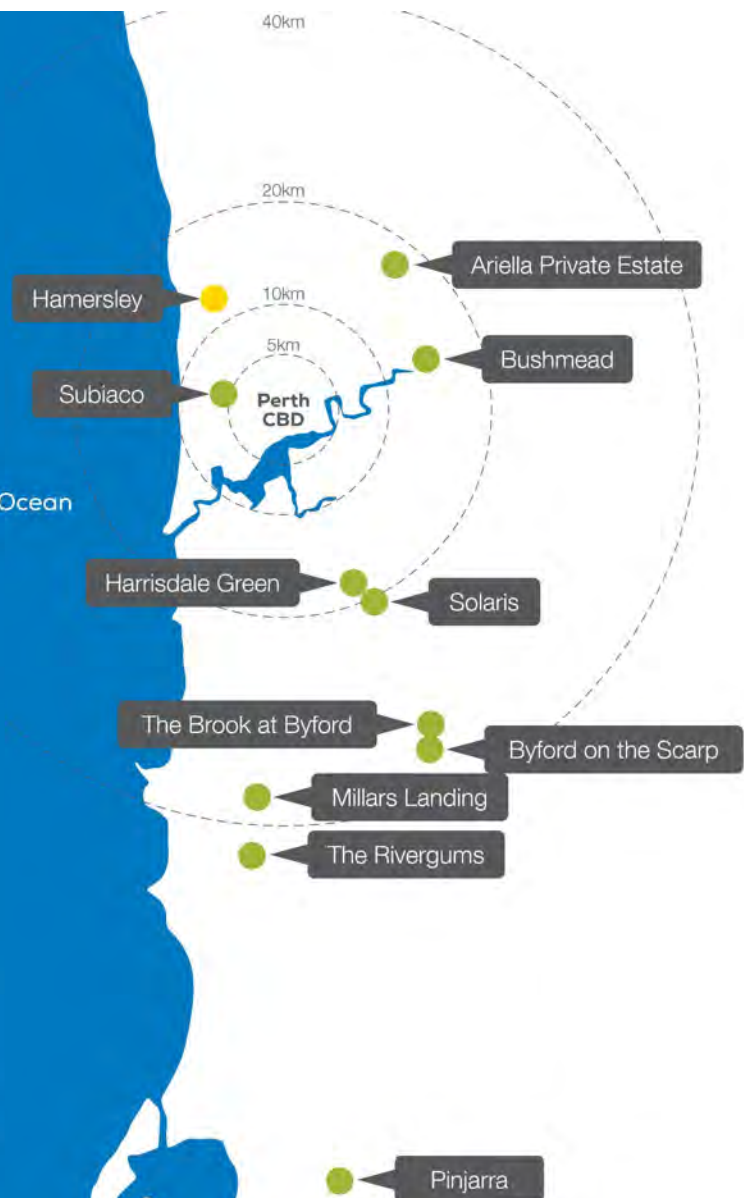 40km
20km
Ariella Private Estate
Hamersley
10km
5km
Bushmead
Subiaco
Perth
CBD
Ocean
Harrisdale Green
Solaris
The Brook at Byford
Byford on the Scarp
Millars Landing
The Rivergums
Pinjarra